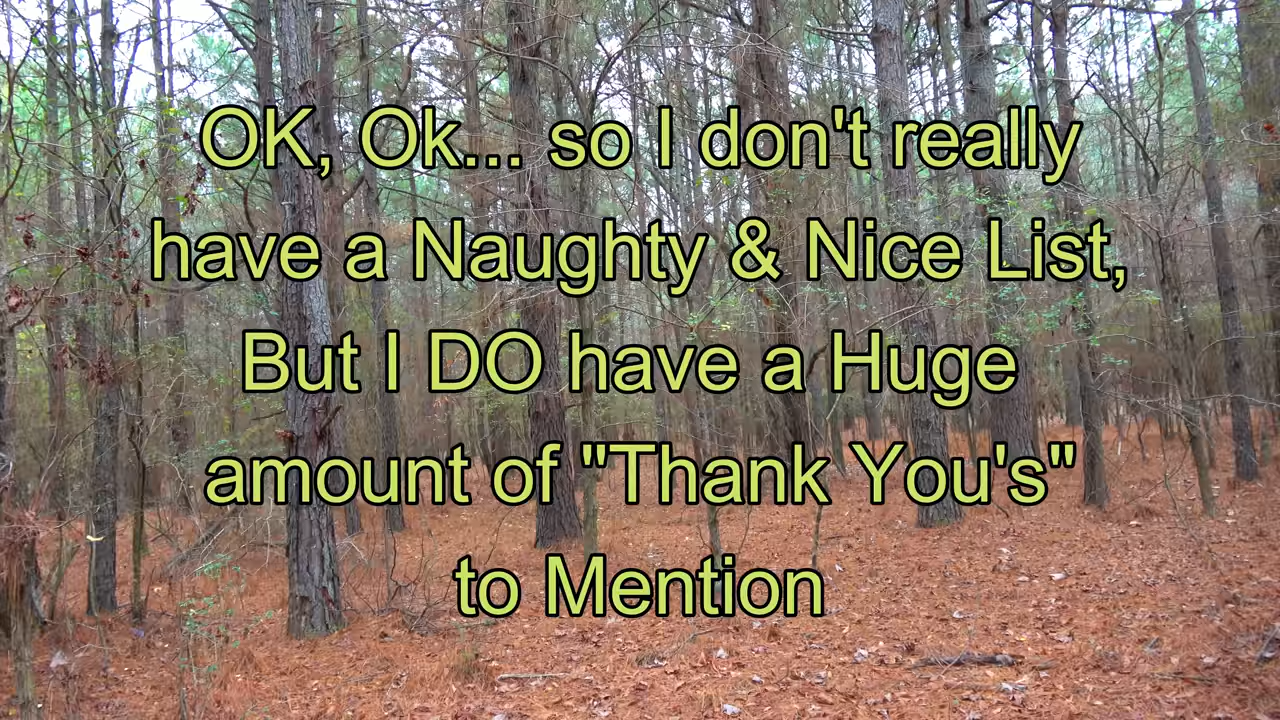 OK, Ok... so I don't really
have a Naughty & Nice List,
But I DO have a Huge
amount of "Thank You's"
to Mention